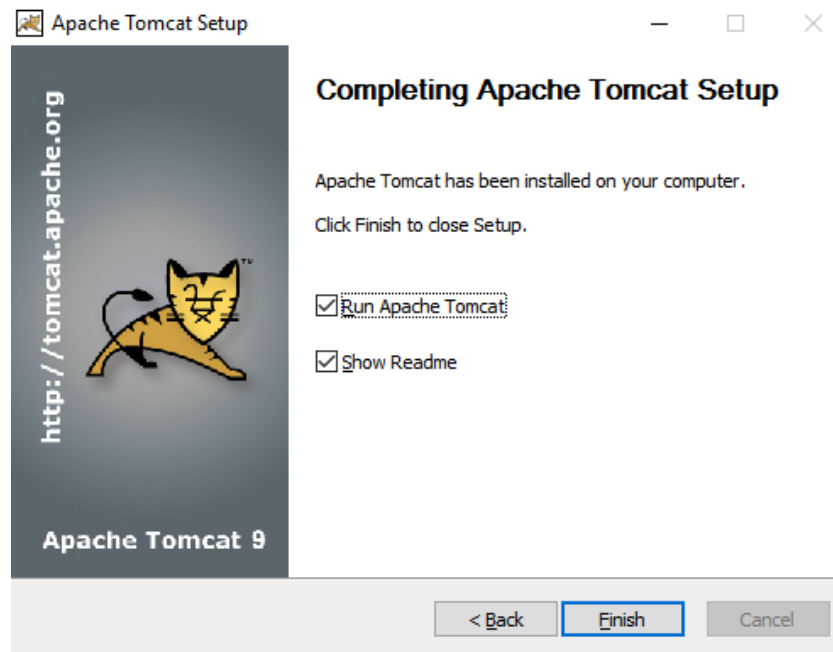 Apache Tomcat Setup
http://tomcat.apache.org
Completing Apache Tomcat Setup
Apache Tomcat has been installed on your computer.
Click Finish to close Setup.
Run Apache Tomcat
Show Readme
TM
Apache Tomcat 9
< Back
Finish
Cancel